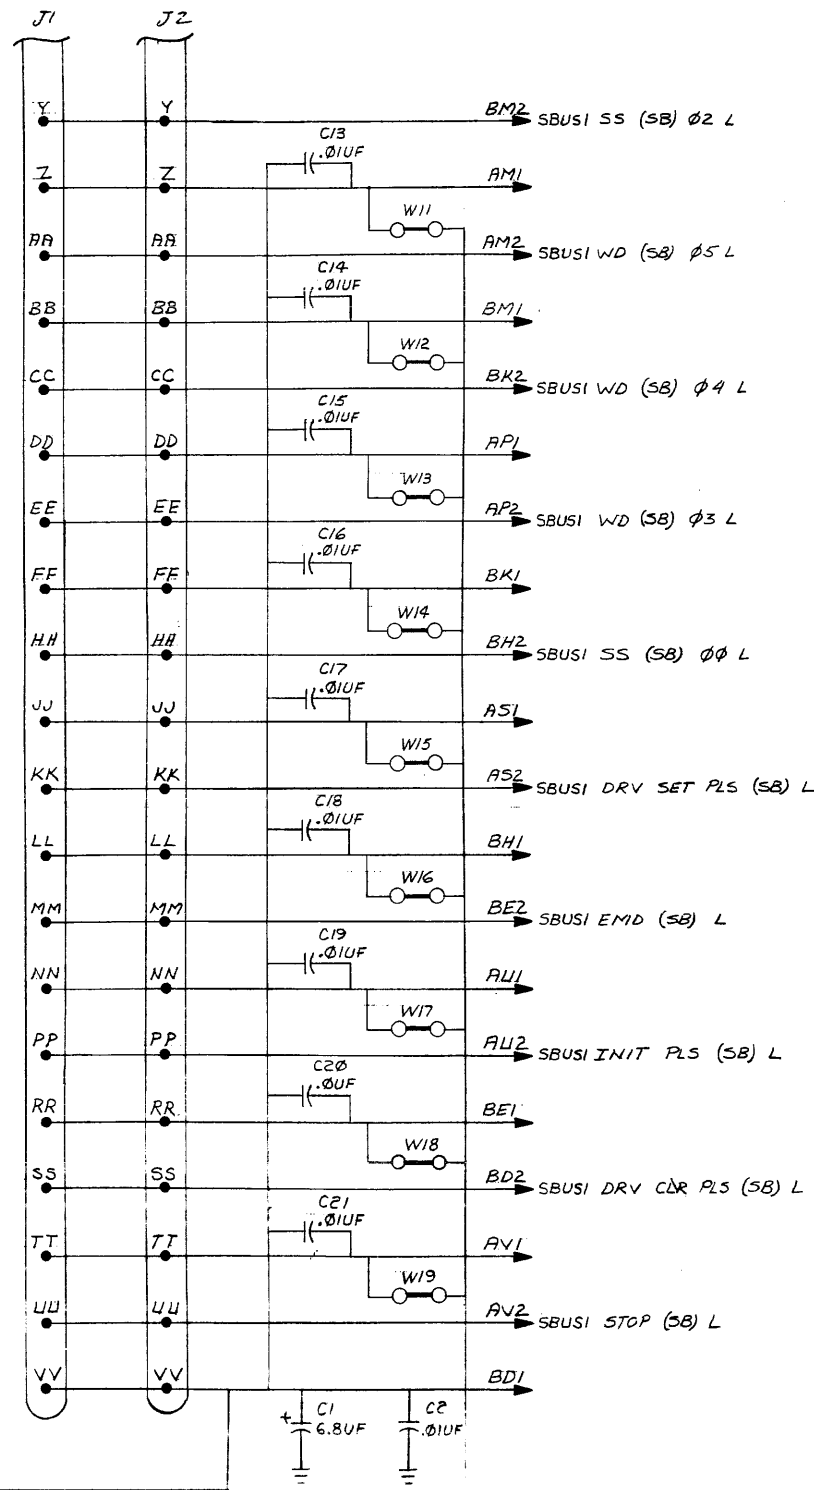 J1 J2
Y Y BM2 SBUS1 SS (SB) Ø2 L
C13
.Ø1UF
Z Z AM1
W11
AA AA AM2 SBUS1 WD (SB) Ø5 L
C14
.Ø1UF
BB BB BM1
W12
CC CC BK2 SBUS1 WD (SB) Ø4 L
C15
.Ø1UF
DD DD AP1
W13
EE EE AP2 SBUS1 WD (SB) Ø3 L
C16
.Ø1UF
FF FF BK1
W14
HH HH BH2 SBUS1 SS (SB) ØØ L
C17
.Ø1UF
JJ JJ AS1
W15
KK KK AS2 SBUS1 DRV SET PLS (SB) L
C18
.Ø1UF
LL LL BH1
W16
MM MM BE2 SBUS1 EMD (SB) L
C19
.Ø1UF
NN NN AU1
W17
PP PP AU2 SBUS1 INIT PLS (SB) L
C2Ø
.ØUF
RR RR BE1
W18
SS SS BD2 SBUS1 DRV CLR PLS (SB) L
C21
.Ø1UF
TT TT AV1
W19
UU UU AV2 SBUS1 STOP (SB) L
VV VV BD1
+ C1 C2
6.8UF .Ø1UF